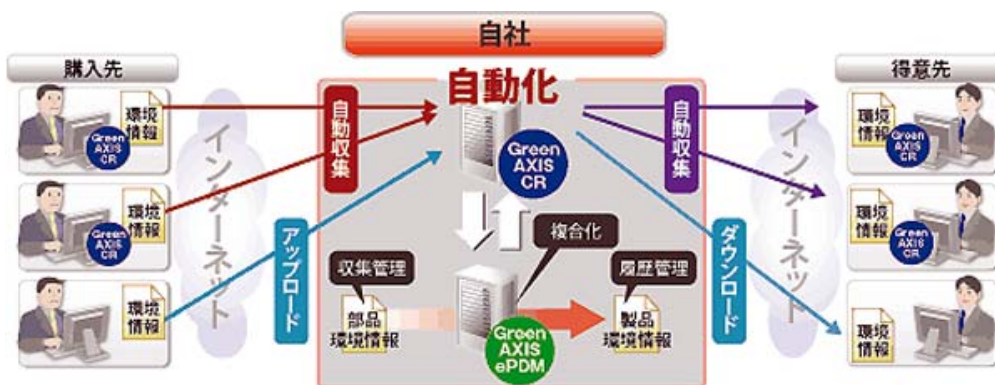 自社
購入先
得意先
自動化
環境
情報
Green
AXIS
CR
環境
情報
Green
AXIS
CR
環境
情報
インターネット
自動収集
アップロード
Green
AXIS
CR
複合化
収集管理
履歴管理
部品
環境情報
Green
AXIS
ePDM
製品
環境情報
自動収集
ダウンロード
インターネット
環境
情報
Green
AXIS
CR
環境
情報
Green
AXIS
CR
環境
情報